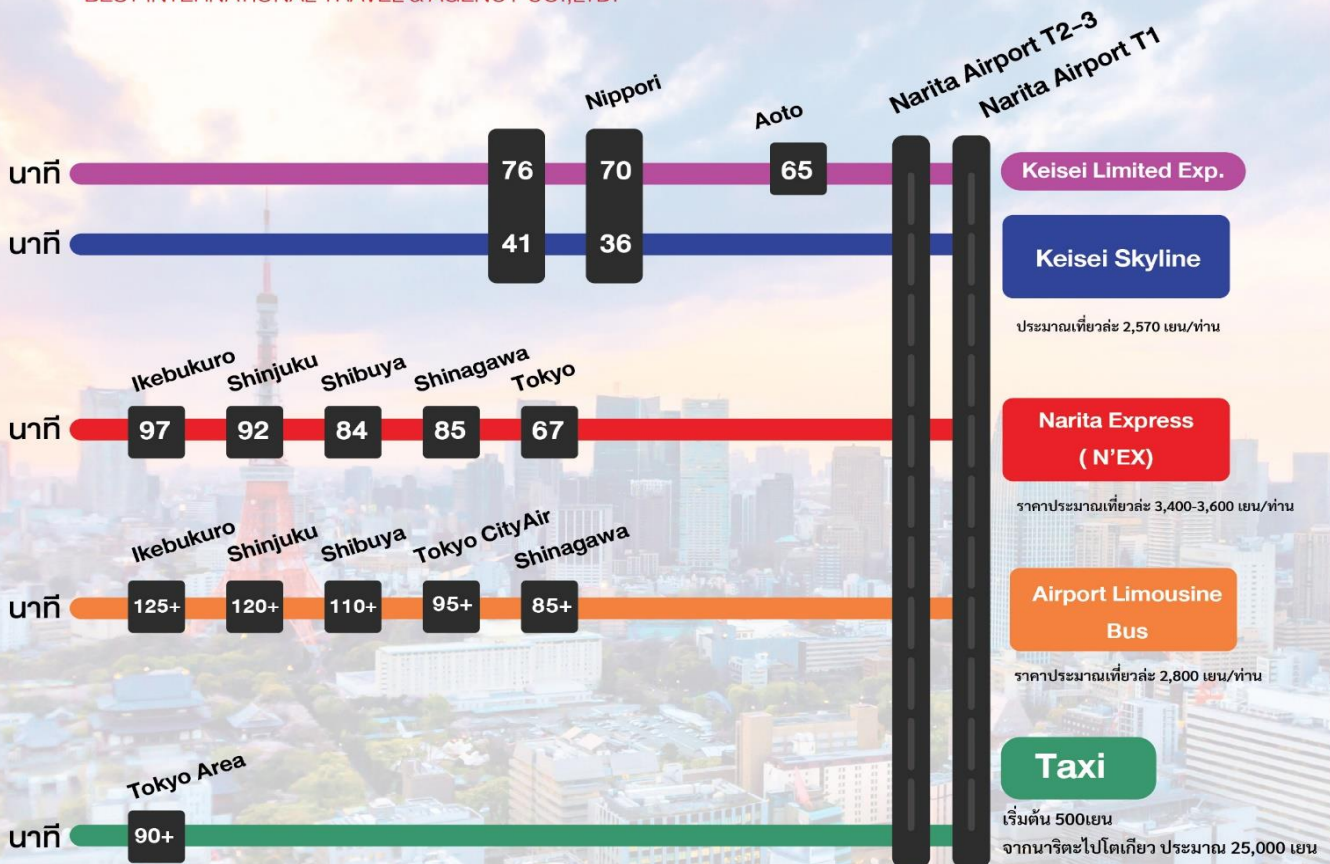 BEST INTERNATIONAL TRAVEL & AGENCY CO.,LTD.
Narita Airport T2-3
Narita Airport T1
Nippori
Aoto
นาที
76
70
65
Keisei Limited Exp.
นาที
41
36
Keisei Skyline
ประมาณเที่ยวล่ะ 2,570 เยน/ท่าน
Ikebukuro
Shinjuku
Shibuya
Shinagawa
Tokyo
นาที
97
92
84
85
67
Narita Express
( N'EX)
ราคาประมาณเที่ยวล่ะ 3,400-3,600 เยน/ท่าน
Ikebukuro
Shinjuku
Shibuya
Tokyo CityAir
Shinagawa
นาที
125+
120+
110+
95+
85+
Airport Limousine
Bus
ราคาประมาณเที่ยวล่ะ 2,800 เยน/ท่าน
Tokyo Area
นาที
90+
Taxi
เริ่มต้น 500เยน
จากนาริตะไปโตเกียว ประมาณ 25,000 เยน